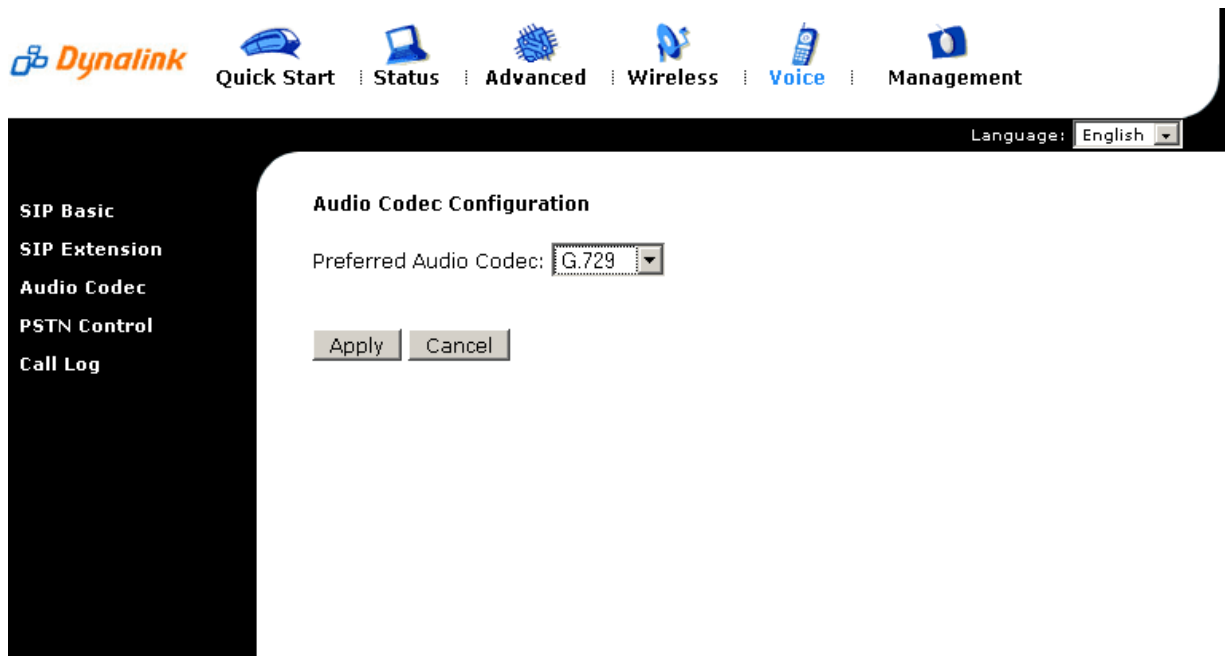 Dynalink
Quick Start Status Advanced Wireless Voice Management
Language: English
SIP Basic
SIP Extension
Audio Codec
PSTN Control
Call Log
Audio Codec Configuration
Preferred Audio Codec: G.729
Apply Cancel